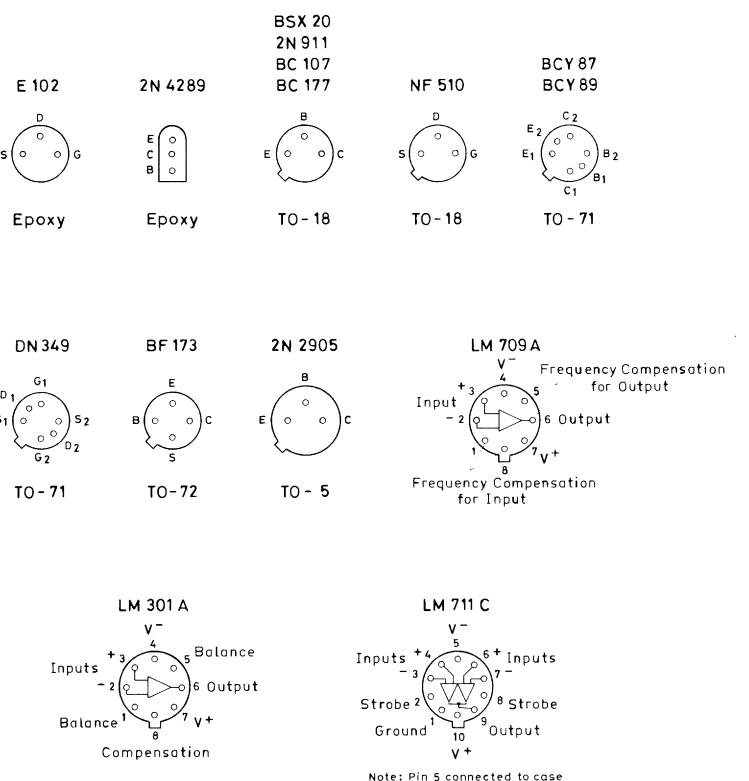 BSX 20
2N 911
BC 107
BC 177
E 102
2N 4289
NF 510
BCY 87
BCY 89
D
S
G
E
C
B
B
E
C
D
S
G
C2
E2
E1
B2
B1
C1
Epoxy
Epoxy
TO-18
TO-18
TO-71
DN 349
BF 173
2N 2905
LM 709 A
G1
D1
S2
D2
G2
E
B
C
S
B
E
C
V-
4
Frequency Compensation
for Output
5
+ 3
Input
- 2
6 Output
1
7 V+
8
Frequency Compensation
for Input
TO-71
TO-72
TO-5
LM 301 A
V-
4
+ 3
5 Balance
Inputs
- 2
6 Output
Balance 1
7 V+
8
Compensation
LM 711 C
V-
5
Inputs + 4
6 + Inputs
- 3
7 -
Strobe 2
8 Strobe
Ground 1
9 Output
10
V+
Note: Pin 5 connected to case